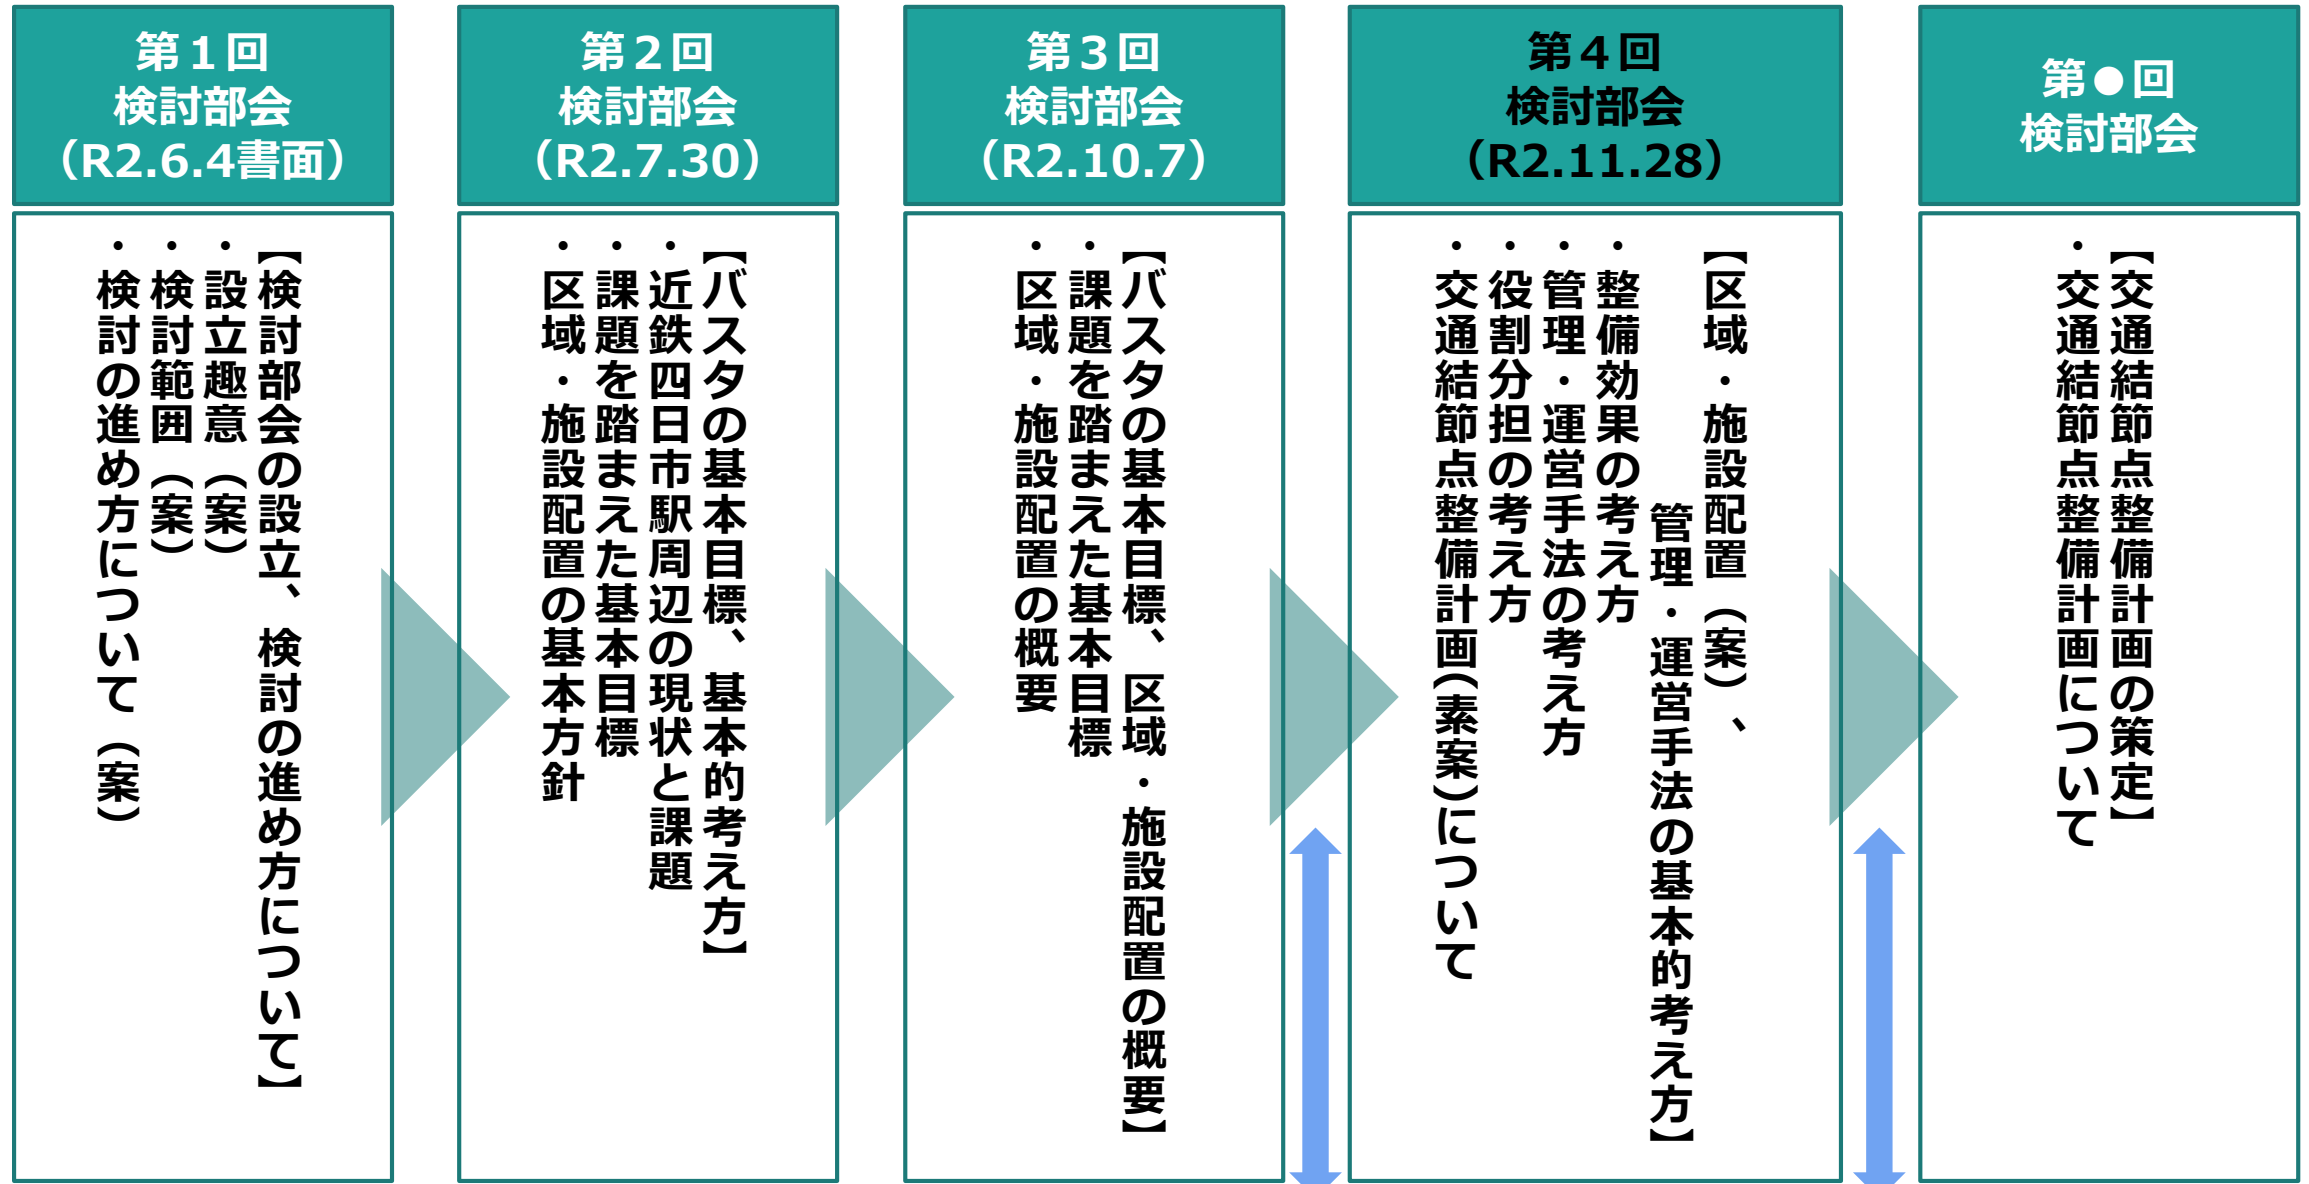 第１回
検討部会
（R2.6.4書面）
【検討部会の設立、検討の進め方について】
・設立趣意（案）
・検討範囲（案）
・検討の進め方について（案）
第２回
検討部会
（R2.7.30）
【バスタの基本目標、基本的考え方】
・近鉄四日市駅周辺の現状と課題
・課題を踏まえた基本目標
・区域・施設配置の基本方針
第３回
検討部会
（R2.10.7）
【バスタの基本目標、区域・施設配置の概要】
・課題を踏まえた基本目標
・区域・施設配置の概要
第４回
検討部会
（R2.11.28）
【区域・施設配置（案）、
管理・運営手法の基本的考え方】
・整備効果の考え方
・管理・運営手法の考え方
・役割分担の考え方
・交通結節点整備計画(素案)について
第●回
検討部会
【交通結節点整備計画の策定】
・交通結節点整備計画について